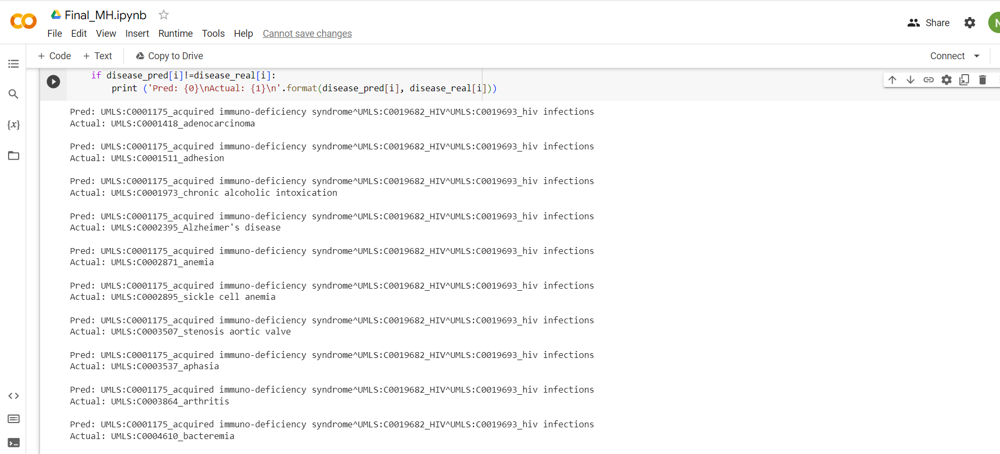 Final_MH.ipynb
File Edit View Insert Runtime Tools Help Cannot save changes
Share
N
+ Code + Text Copy to Drive
Connect
if disease_pred[i]!=disease_real[i]:
print ('Pred: {0}\nActual: {1}\n'.format(disease_pred[i], disease_real[i]))
{x}
Pred: UMLS:C0001175_acquired immuno-deficiency syndrome^UMLS:C0019682_HIV^UMLS:C0019693_hiv infections
Actual: UMLS:C0001418_adenocarcinoma
Pred: UMLS:C0001175_acquired immuno-deficiency syndrome^UMLS:C0019682_HIV^UMLS:C0019693_hiv infections
Actual: UMLS:C0001511_adhesion
Pred: UMLS:C0001175_acquired immuno-deficiency syndrome^UMLS:C0019682_HIV^UMLS:C0019693_hiv infections
Actual: UMLS:C0001973_chronic alcoholic intoxication
Pred: UMLS:C0001175_acquired immuno-deficiency syndrome^UMLS:C0019682_HIV^UMLS:C0019693_hiv infections
Actual: UMLS:C0002395_Alzheimer's disease
Pred: UMLS:C0001175_acquired immuno-deficiency syndrome^UMLS:C0019682_HIV^UMLS:C0019693_hiv infections
Actual: UMLS:C0002871_anemia
Pred: UMLS:C0001175_acquired immuno-deficiency syndrome^UMLS:C0019682_HIV^UMLS:C0019693_hiv infections
Actual: UMLS:C0002895_sickle cell anemia
Pred: UMLS:C0001175_acquired immuno-deficiency syndrome^UMLS:C0019682_HIV^UMLS:C0019693_hiv infections
Actual: UMLS:C0003507_stenosis aortic valve
Pred: UMLS:C0001175_acquired immuno-deficiency syndrome^UMLS:C0019682_HIV^UMLS:C0019693_hiv infections
Actual: UMLS:C0003537_aphasia
Pred: UMLS:C0001175_acquired immuno-deficiency syndrome^UMLS:C0019682_HIV^UMLS:C0019693_hiv infections
Actual: UMLS:C0003864_arthritis
Pred: UMLS:C0001175_acquired immuno-deficiency syndrome^UMLS:C0019682_HIV^UMLS:C0019693_hiv infections
Actual: UMLS:C0004610_bacteremia